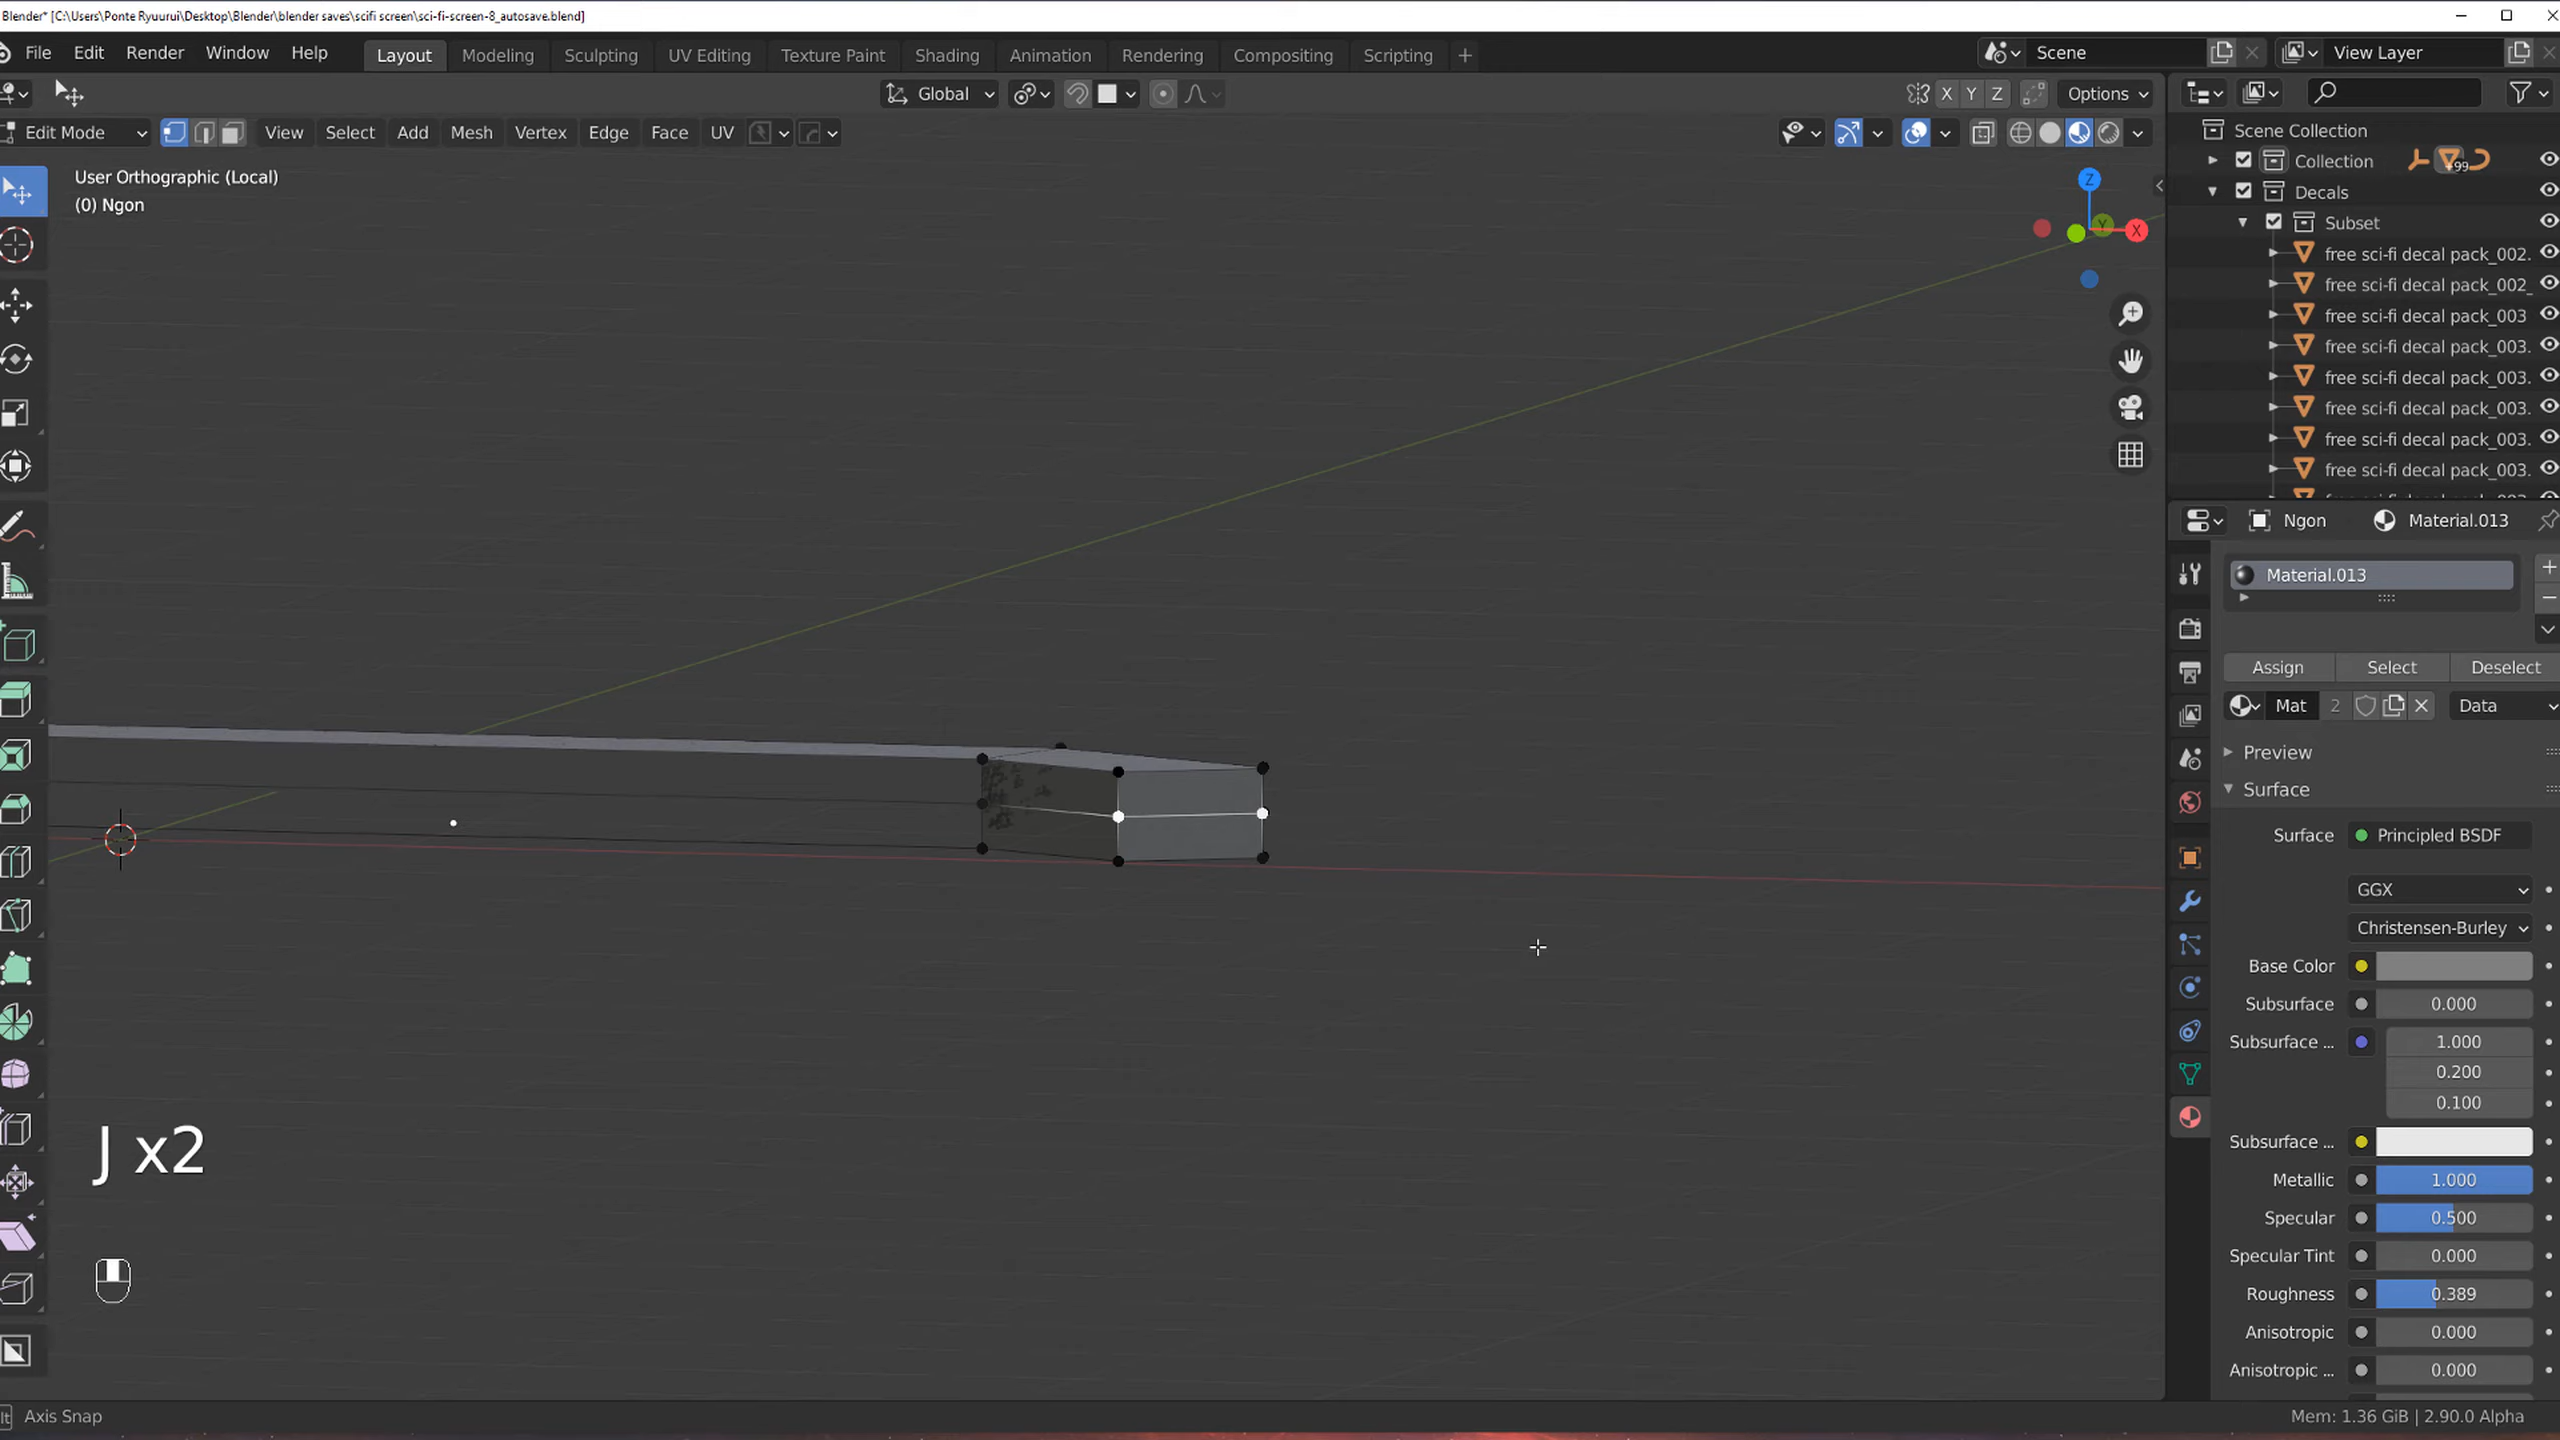 Blender* [C:\Users\Ponte Ryuurui\Desktop\Blender\blender saves\scifi screen\sci-fi-screen-8_autosave.blend]
File Edit Render Window Help Layout Modeling Sculpting UV Editing Texture Paint Shading Animation Rendering Compositing Scripting + Scene View Layer
Global X Y Z Options
Edit Mode View Select Add Mesh Vertex Edge Face UV
User Orthographic (Local)
(0) Ngon
Z
Y
X
Scene Collection
Collection 99
Decals
Subset
free sci-fi decal pack_002.
free sci-fi decal pack_002_
free sci-fi decal pack_003
free sci-fi decal pack_003.
free sci-fi decal pack_003.
free sci-fi decal pack_003.
free sci-fi decal pack_003.
free sci-fi decal pack_003.
Ngon Material.013
Material.013
Assign Select Deselect
Mat 2 Data
Preview
Surface
Surface Principled BSDF
GGX
Christensen-Burley
Base Color
Subsurface 0.000
Subsurface ... 1.000
0.200
0.100
Subsurface ...
Metallic 1.000
Specular 0.500
Specular Tint 0.000
Roughness 0.389
Anisotropic 0.000
Anisotropic ... 0.000
J x2
lt Axis Snap
Mem: 1.36 GiB | 2.90.0 Alpha